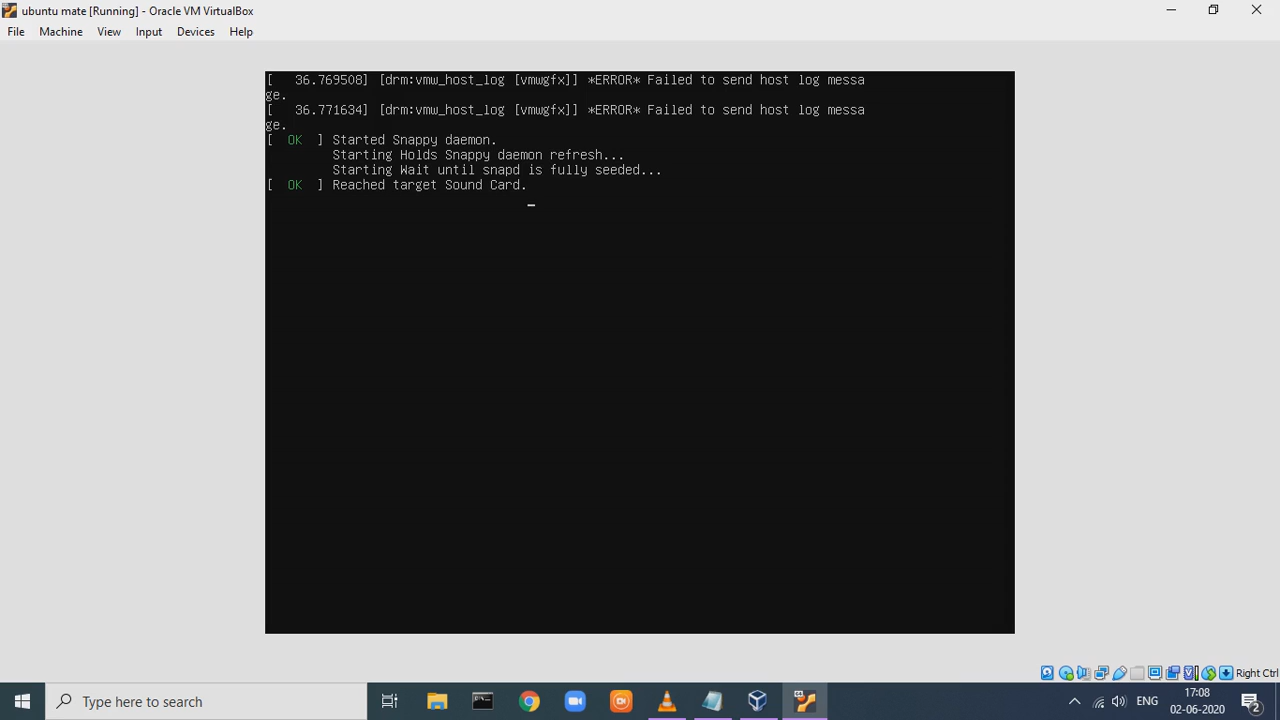 ubuntu mate [Running] - Oracle VM VirtualBox
File Machine View Input Devices Help
[   36.769508] [drm:vmw_host_log [vmwgfx]] *ERROR* Failed to send host log messa
ge.
[   36.771634] [drm:vmw_host_log [vmwgfx]] *ERROR* Failed to send host log messa
ge.
[  OK  ] Started Snappy daemon.
Starting Holds Snappy daemon refresh...
Starting Wait until snapd is fully seeded...
[  OK  ] Reached target Sound Card.
Right Ctrl
Type here to search
ENG
17:08
02-06-2020
2